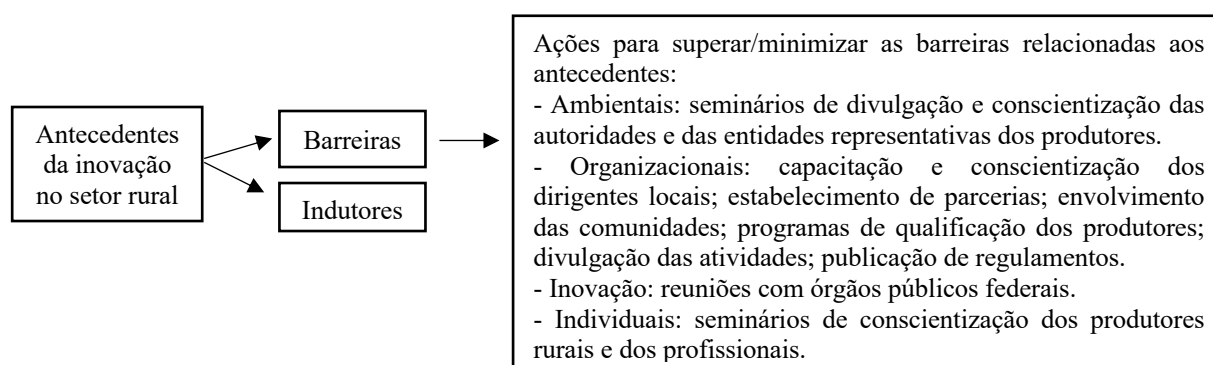 Antecedentes
da inovação
no setor rural
Barreiras
Indutores
Ações para superar/minimizar as barreiras relacionadas aos
antecedentes:
- Ambientais: seminários de divulgação e conscientização das
autoridades e das entidades representativas dos produtores.
- Organizacionais: capacitação e conscientização dos
dirigentes locais; estabelecimento de parcerias; envolvimento
das comunidades; programas de qualificação dos produtores;
divulgação das atividades; publicação de regulamentos.
- Inovação: reuniões com órgãos públicos federais.
- Individuais: seminários de conscientização dos produtores
rurais e dos profissionais.